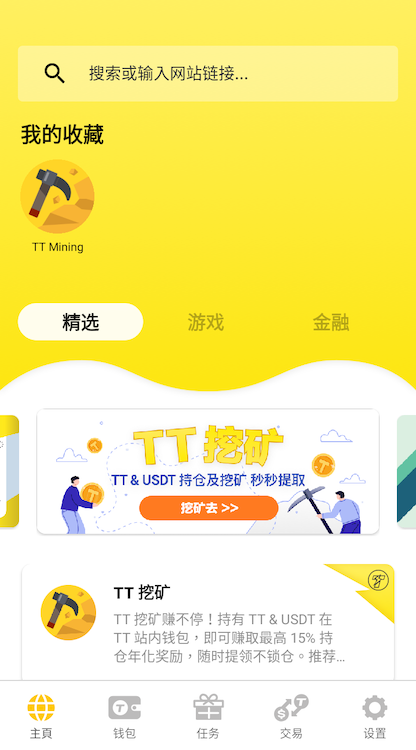 搜索或输入网站链接...
我的收藏
TT Mining
精选 游戏 金融
TT 挖矿
TT & USDT 持仓及挖矿 秒秒提取
挖矿去 >>
TT 挖矿
TT 挖矿赚不停！持有 TT & USDT 在
TT 站内钱包，即可赚取最高 15% 持
仓年化奖励，随时提领不锁仓。推荐...
主頁 钱包 任务 交易 设置